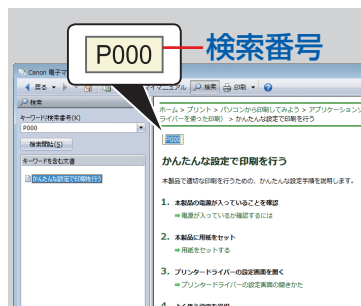 P000
検索番号
Canon 電子マ
戻る
マイマニュアル 検索 印刷
検索
キーワード/検索番号(K)
P000
検索開始(S)
キーワードを含む文書
かんたんな設定で印刷を行う
ホーム > プリント > パソコンから印刷してみよう > アプリケーションソ
ライバーを使った印刷) > かんたんな設定で印刷を行う
P000
かんたんな設定で印刷を行う
本製品で適切な印刷を行うための、かんたんな設定手順を説明します。
1. 本製品の電源が入っていることを確認
⇒電源が入っているか確認するには
2. 本製品に用紙をセット
⇒用紙をセットする
3. プリンタードライバーの設定画面を開く
⇒プリンタードライバーの設定画面の開きかた